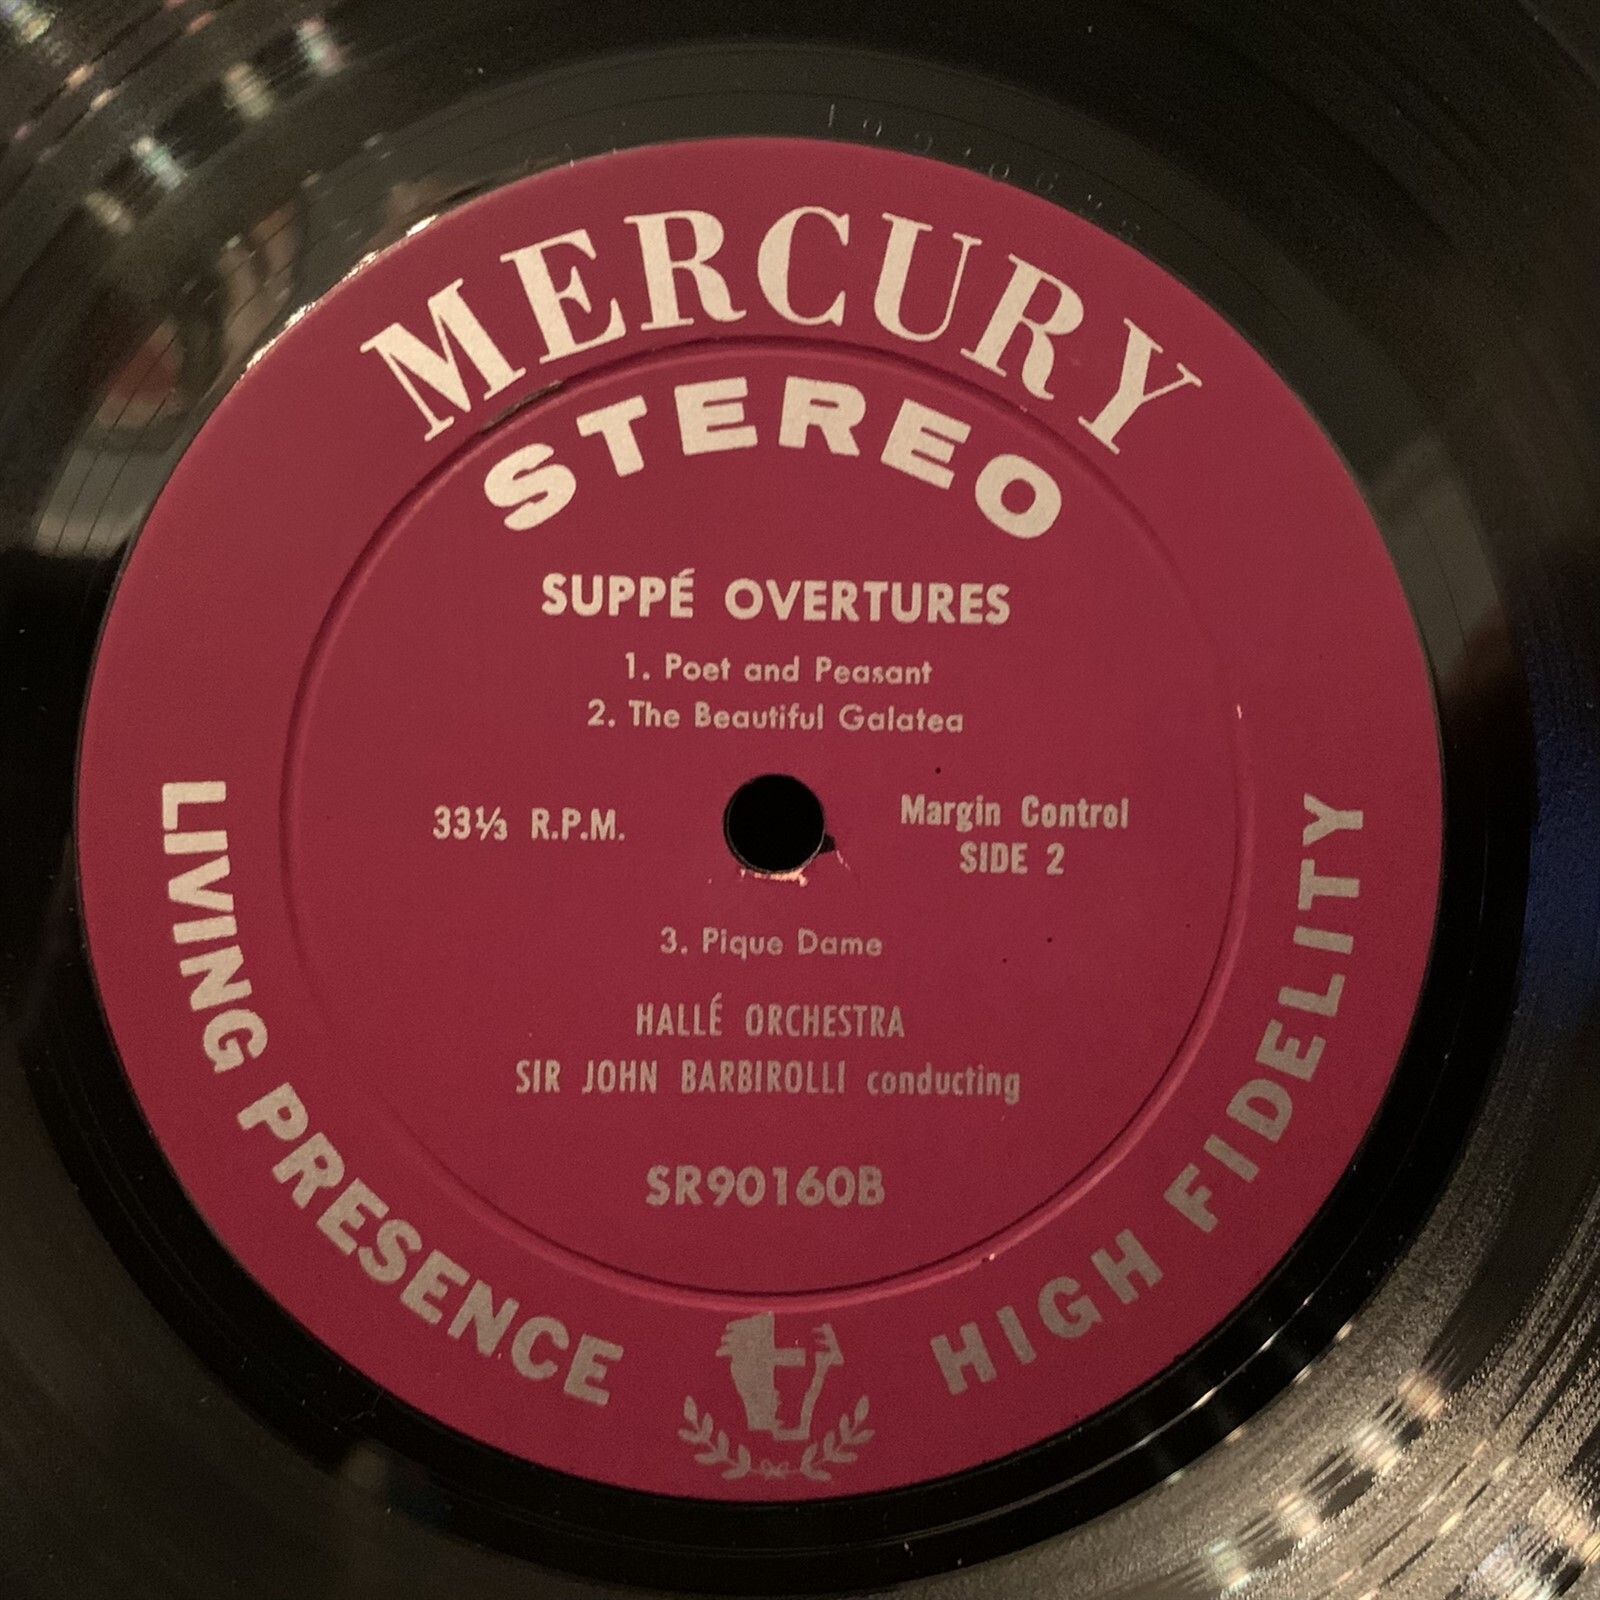 MERCURY
STEREO
SUPPÉ OVERTURES
1. Poet and Peasant
2. The Beautiful Galatea
33⅓ R.P.M.
Margin Control
SIDE 2
3. Pique Dame
HALLÉ ORCHESTRA
SIR JOHN BARBIROLLI conducting
SR90160B
LIVING PRESENCE
HIGH FIDELITY